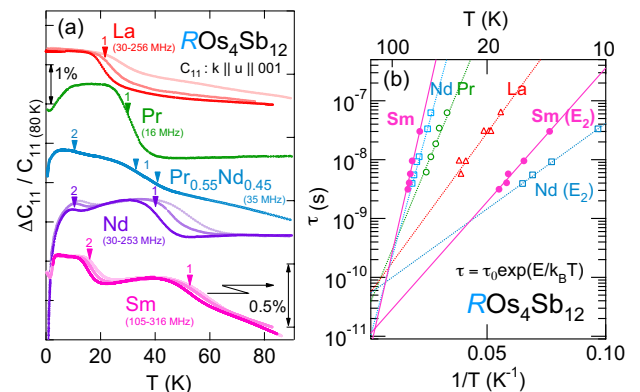 (a)
La
(30-256 MHz)
1
ROs4Sb12
C11 : k || u || 001
1%
Pr
(16 MHz)
1
2
1
Pr0.55Nd0.45
(35 MHz)
2
Nd
(30-253 MHz)
1
2
Sm
(105-316 MHz)
1
0.5%
ΔC11 / C11 (80 K)
0 20 40 60 80
T (K)
T (K)
100 20 10
(b)
Nd
Pr
La
Sm
Sm (E2)
Nd (E2)
τ = τ0exp(E/kBT)
ROs4Sb12
τ (s)
10-7
10-8
10-9
10-10
10-11
0.05 0.10
1/T (K-1)